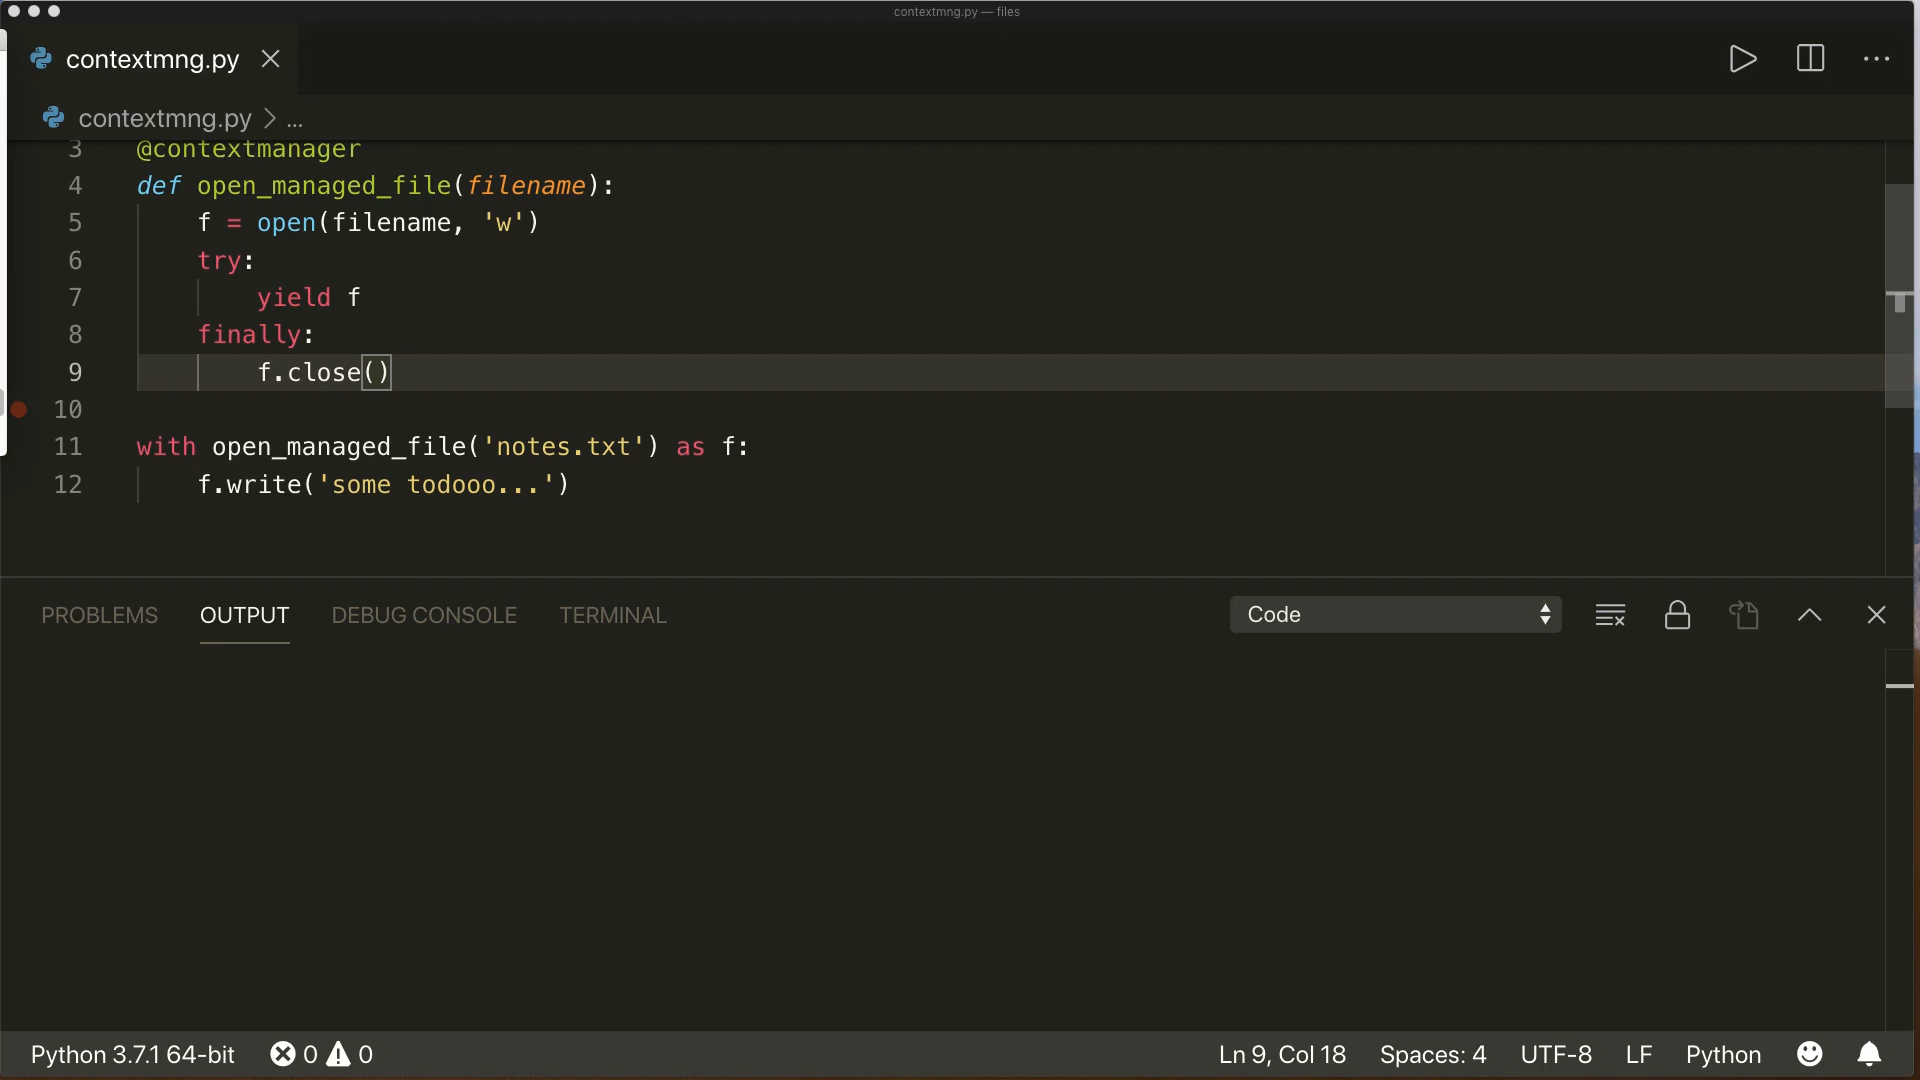 contextmng.py — files
contextmng.py
contextmng.py > ...
3 @contextmanager
4 def open_managed_file(filename):
5 f = open(filename, 'w')
6 try:
7 yield f
8 finally:
9 f.close()
10
11 with open_managed_file('notes.txt') as f:
12 f.write('some todooo...')
PROBLEMS OUTPUT DEBUG CONSOLE TERMINAL Code
Python 3.7.1 64-bit 0 0 Ln 9, Col 18 Spaces: 4 UTF-8 LF Python